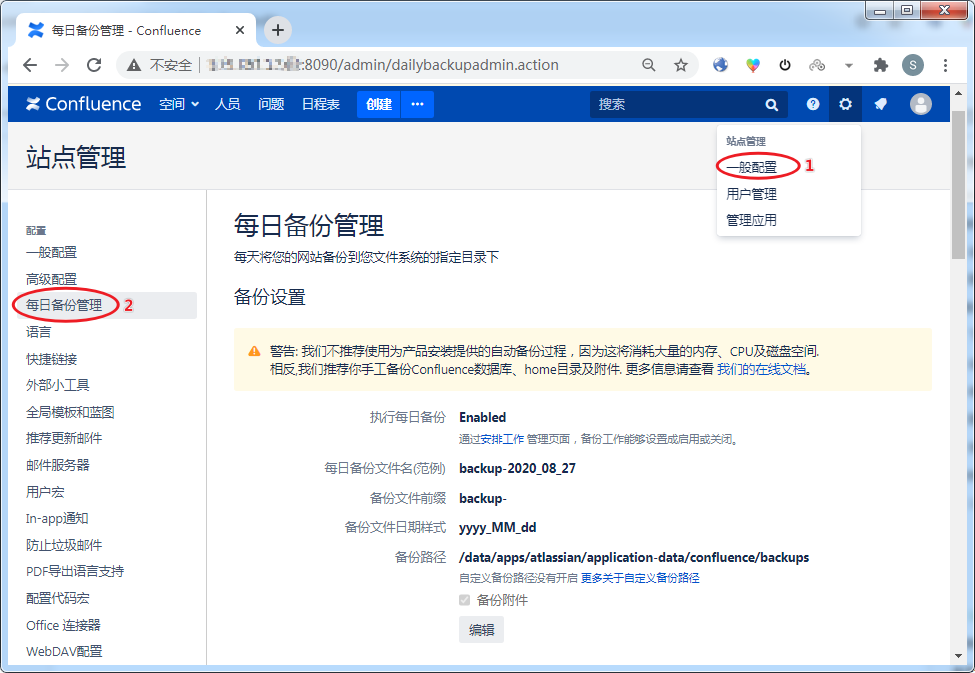 每日备份管理 - Confluence
不安全
:8090/admin/dailybackupadmin.action
S
Confluence 空间 人员 问题 日程表 创建 ··· 搜索
站点管理
站点管理
一般配置 1
用户管理
管理应用
配置
一般配置
高级配置
每日备份管理 2
语言
快捷链接
外部小工具
全局模板和蓝图
推荐更新邮件
邮件服务器
用户宏
In-app通知
防止垃圾邮件
PDF导出语言支持
配置代码宏
Office 连接器
WebDAV配置
每日备份管理
每天将您的网站备份到您文件系统的指定目录下
备份设置
警告: 我们不推荐使用为产品安装提供的自动备份过程，因为这将消耗大量的内存、CPU及磁盘空间.
相反,我们推荐你手工备份Confluence数据库、home目录及附件. 更多信息请查看 我们的在线文档。
执行每日备份 Enabled
通过安排工作 管理页面，备份工作能够设置成启用或关闭。
每日备份文件名(范例) backup-2020_08_27
备份文件前缀 backup-
备份文件日期样式 yyyy_MM_dd
备份路径 /data/apps/atlassian/application-data/confluence/backups
自定义备份路径没有开启 更多关于自定义备份路径
备份附件
编辑